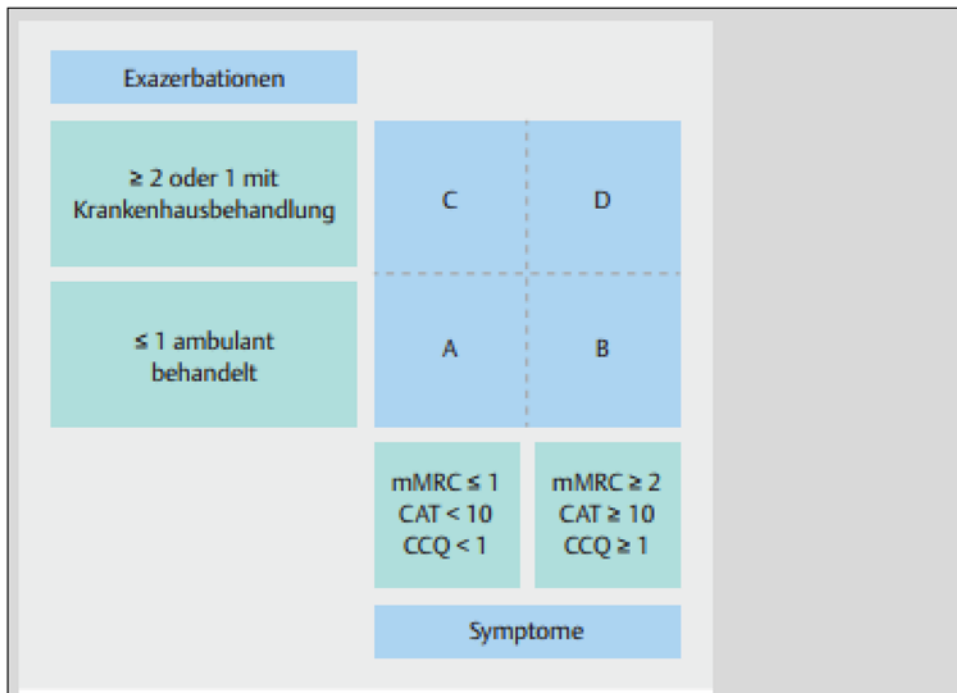 Exazerbationen
≥ 2 oder 1 mit
Krankenhausbehandlung
C
D
≤ 1 ambulant
behandelt
A
B
mMRC ≤ 1
CAT < 10
CCQ < 1
mMRC ≥ 2
CAT ≥ 10
CCQ ≥ 1
Symptome